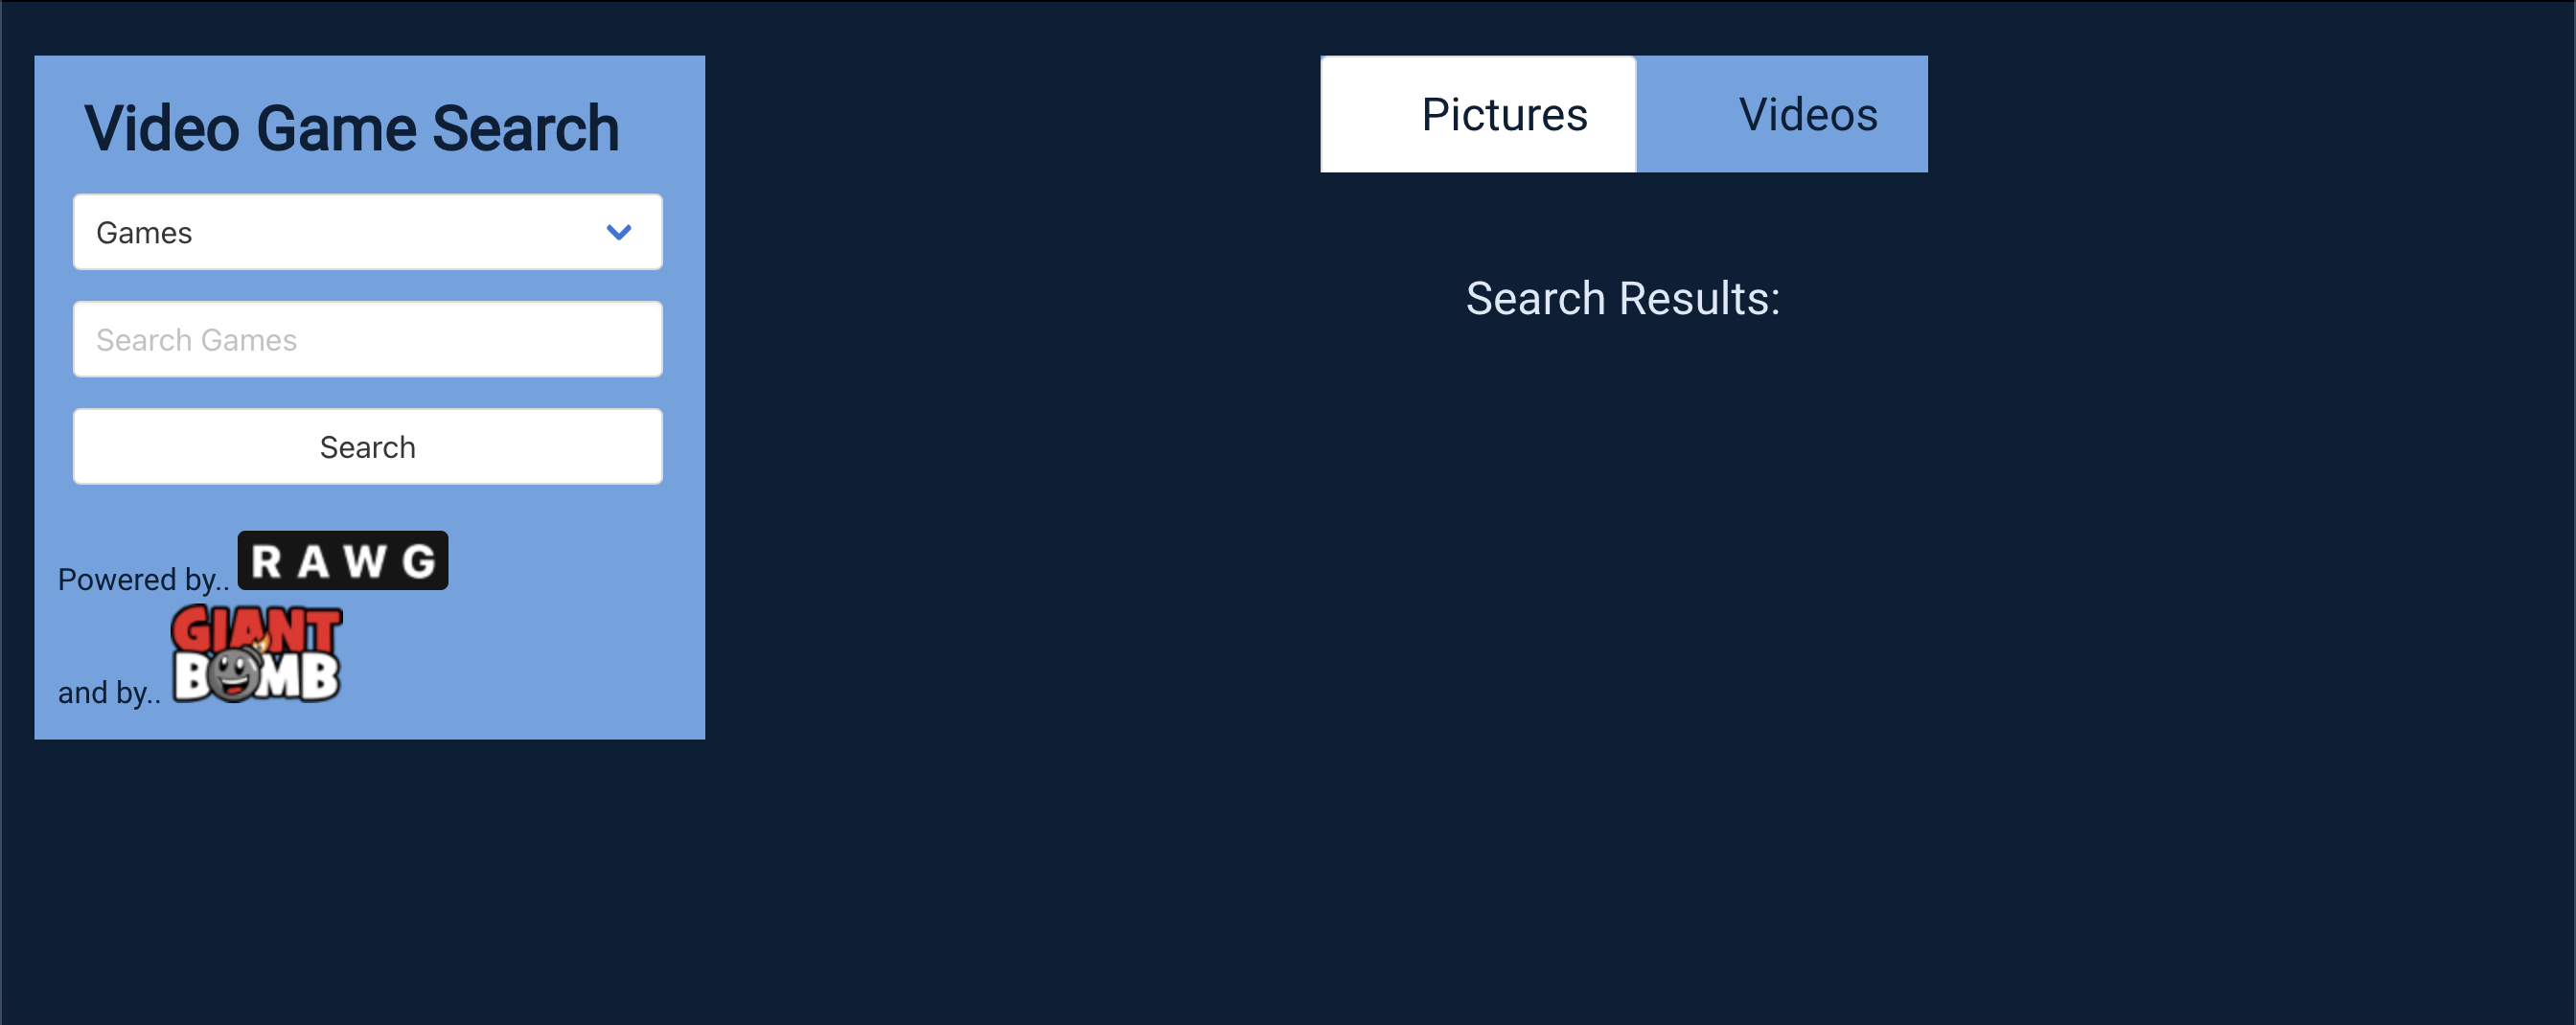 Video Game Search
Games
Search Games
Search
Powered by.. RAWG
and by.. GIANT BOMB
Pictures
Videos
Search Results: